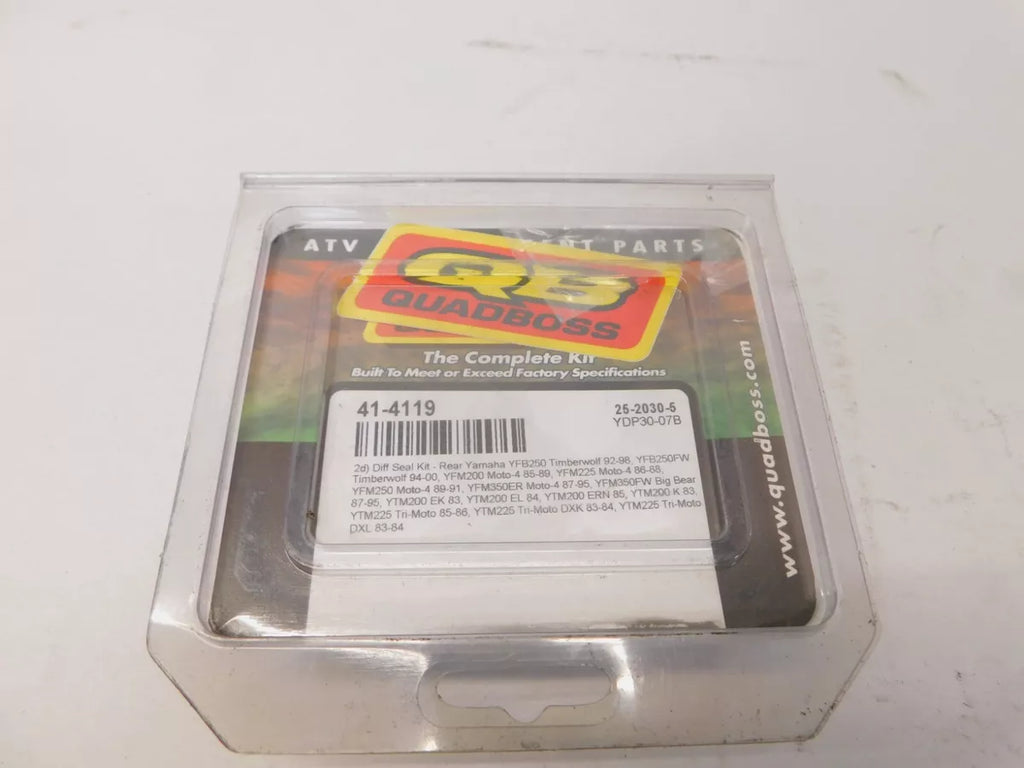 ATV PARTS
QB
QUADBOSS
The Complete Kit
Built To Meet or Exceed Factory Specifications
www.quadboss.com
41-4119
25-2030-5
YDP30-07B
2d) Diff Seal Kit - Rear Yamaha YFB250 Timberwolf 92-98, YFB250FW
Timberwolf 94-00, YFM200 Moto-4 85-89, YFM225 Moto-4 86-88,
YFM250 Moto-4 89-91, YFM350ER Moto-4 87-95, YFM350FW Big Bear
87-95, YTM200 EK 83, YTM200 EL 84, YTM200 ERN 85, YTM200 K 83,
YTM225 Tri-Moto 85-86, YTM225 Tri-Moto DXK 83-84, YTM225 Tri-Moto
DXL 83-84